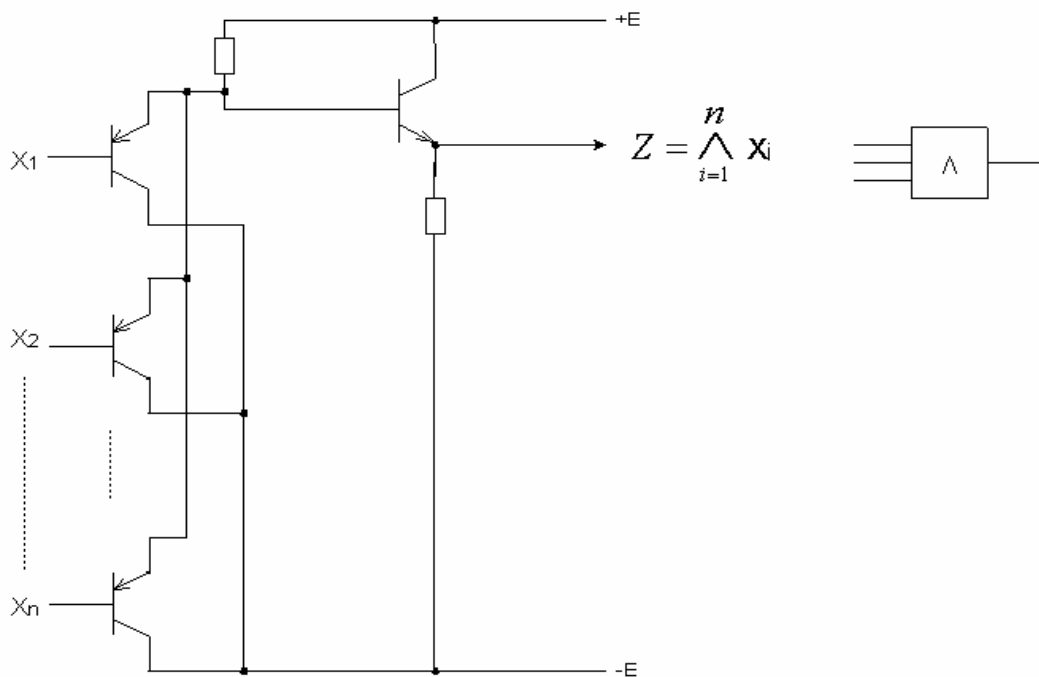 +E
X1
Z = n ⋀ i=1 xi
∧
X2
Xn
-E